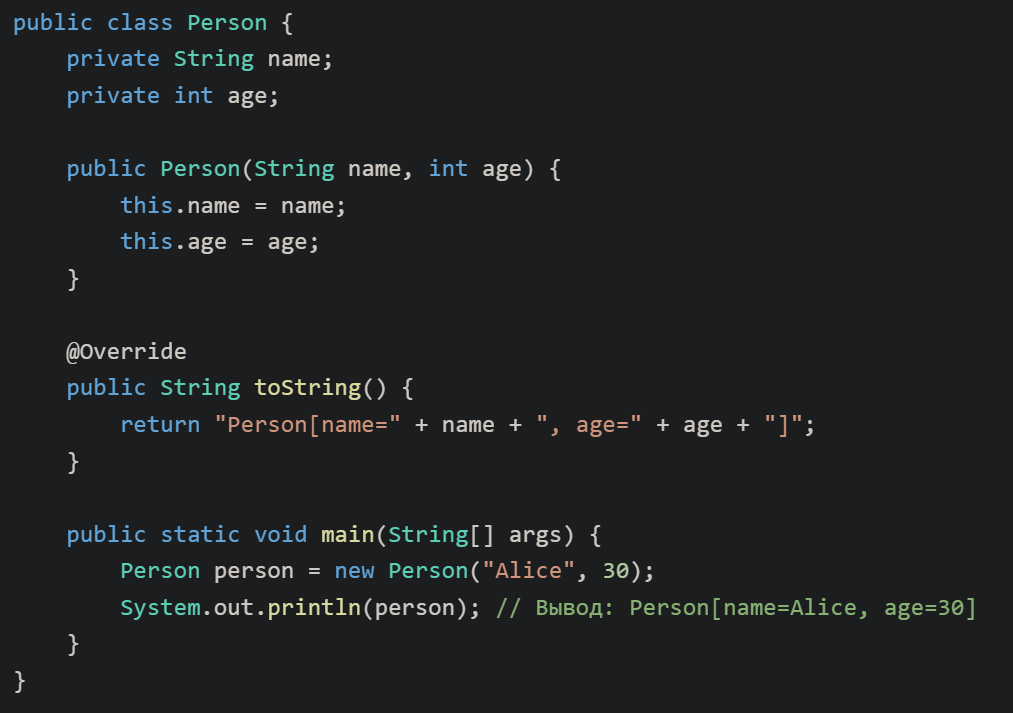 public class Person {
    private String name;
    private int age;

    public Person(String name, int age) {
        this.name = name;
        this.age = age;
    }

    @Override
    public String toString() {
        return "Person[name=" + name + ", age=" + age + "]";
    }

    public static void main(String[] args) {
        Person person = new Person("Alice", 30);
        System.out.println(person); // Вывод: Person[name=Alice, age=30]
    }
}